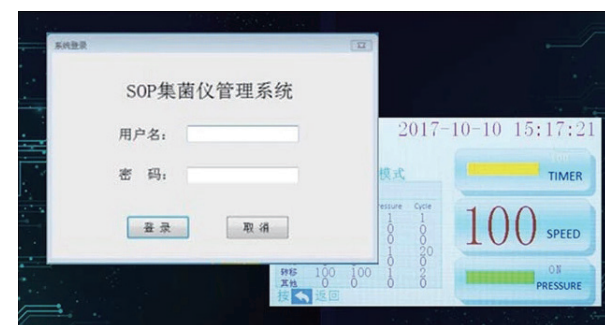 系统登录
SOP集菌仪管理系统
用户名：
密 码：
登 录
取 消
2017-10-10 15:17:21
模式
TIMER
essure Cycle
1 1
0 0
0 0
1 20
0 0
100 SPEED
转移 100 100 1 2
其他 0 0 0 0
ON
PRESSURE
按 返回